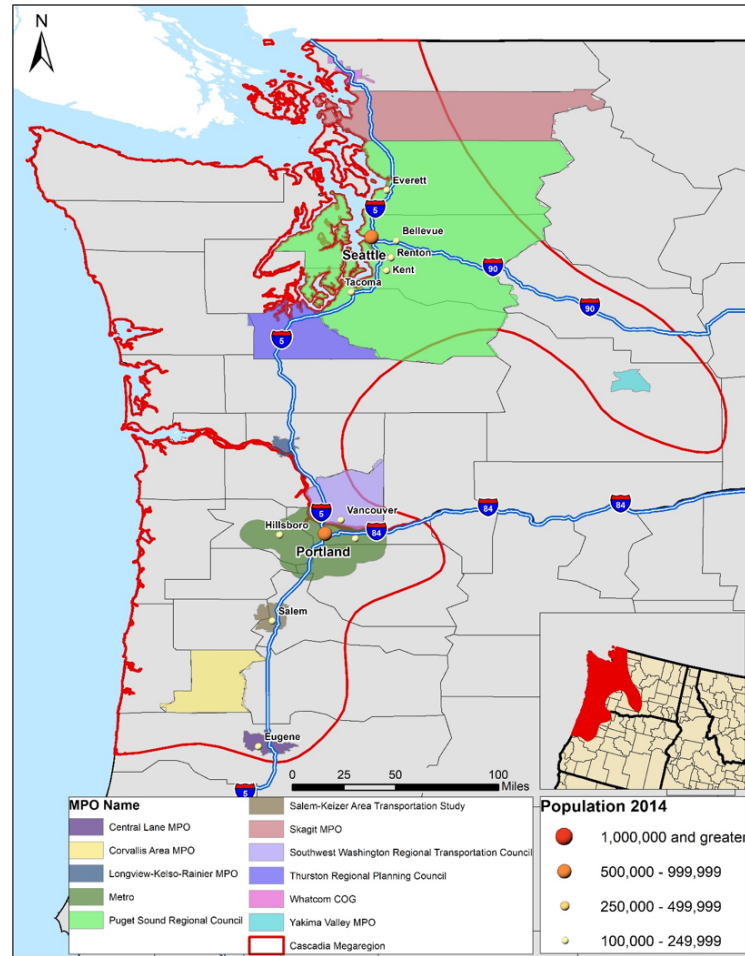 N
Everett
5
Bellevue
Seattle
Renton
Kent
90
Tacoma
90
5
Vancouver
5
84
84
Hillsboro
84
Portland
Salem
Eugene
5
0 25 50 100
Miles
MPO Name
Central Lane MPO
Corvallis Area MPO
Longview-Kelso-Rainier MPO
Metro
Puget Sound Regional Council
Salem-Keizer Area Transportation Study
Skagit MPO
Southwest Washington Regional Transportation Council
Thurston Regional Planning Council
Whatcom COG
Yakima Valley MPO
Cascadia Megaregion
Population 2014
1,000,000 and greater
500,000 - 999,999
250,000 - 499,999
100,000 - 249,999